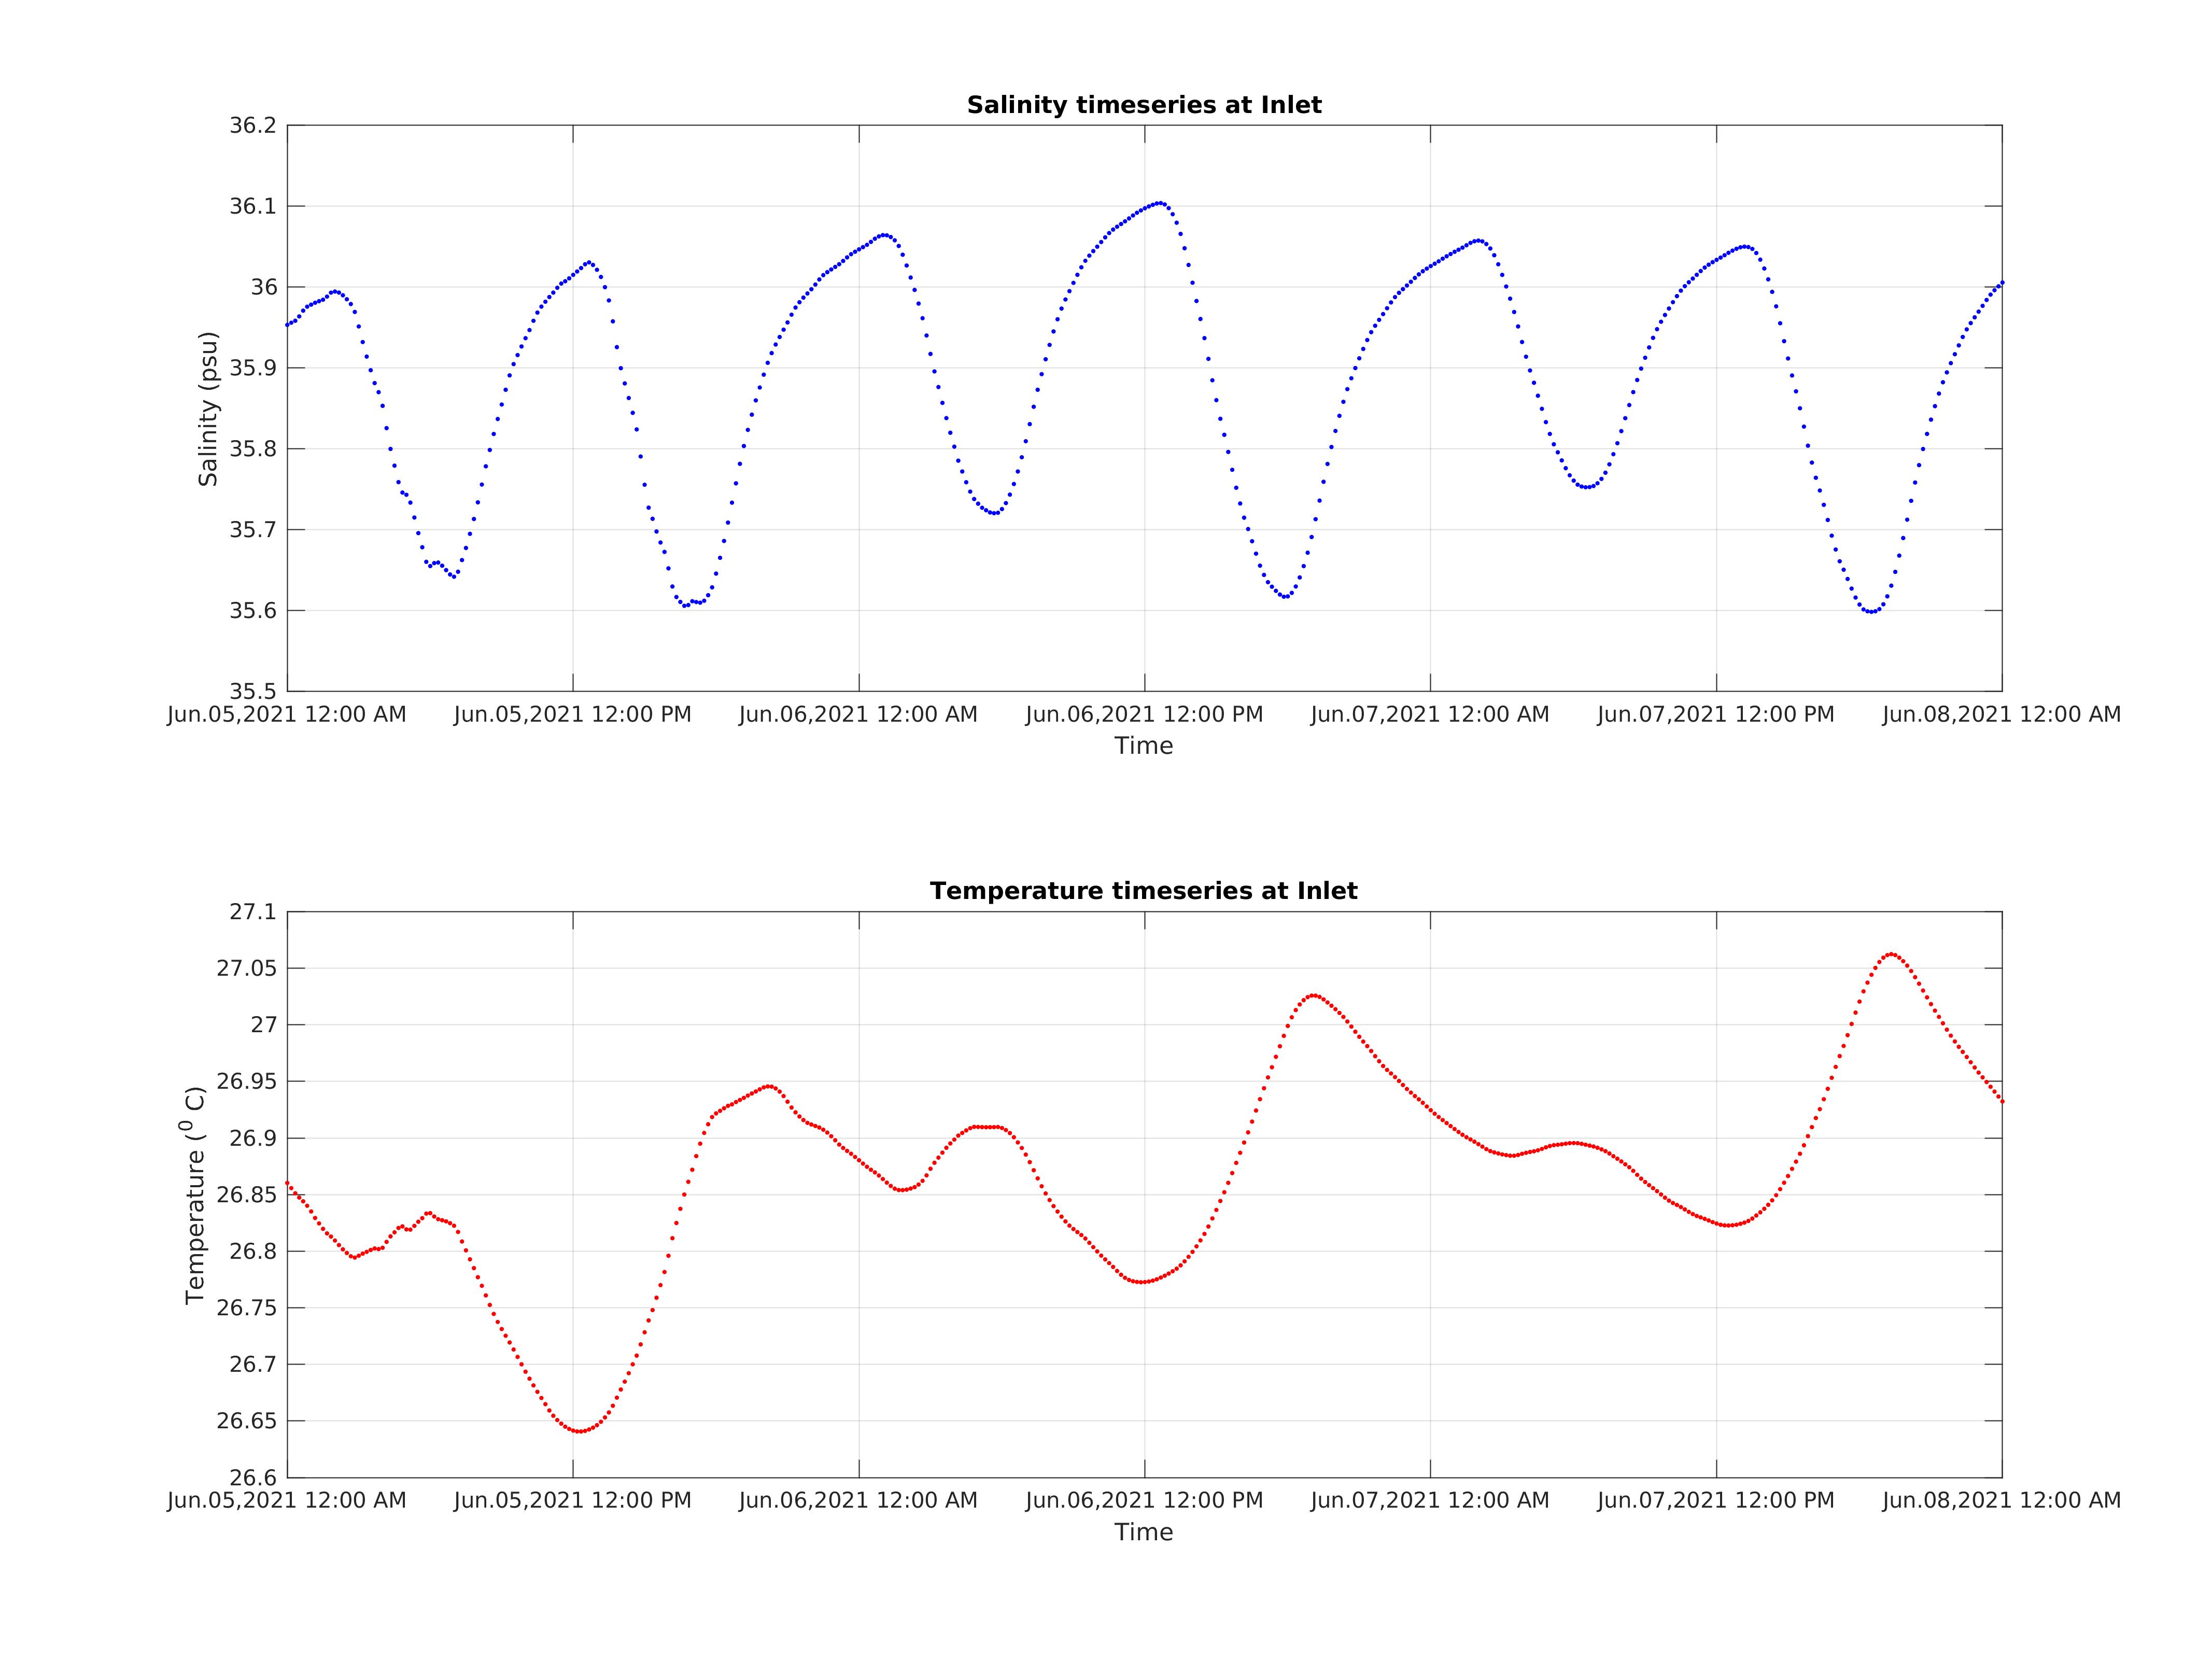 Salinity timeseries at Inlet
36.2
36.1
36
35.9
35.8
35.7
35.6
35.5
Salinity (psu)
Jun.05,2021 12:00 AM Jun.05,2021 12:00 PM Jun.06,2021 12:00 AM Jun.06,2021 12:00 PM Jun.07,2021 12:00 AM Jun.07,2021 12:00 PM Jun.08,2021 12:00 AM
Time
Temperature timeseries at Inlet
27.1
27.05
27
26.95
26.9
26.85
26.8
26.75
26.7
26.65
26.6
Temperature (⁰ C)
Jun.05,2021 12:00 AM Jun.05,2021 12:00 PM Jun.06,2021 12:00 AM Jun.06,2021 12:00 PM Jun.07,2021 12:00 AM Jun.07,2021 12:00 PM Jun.08,2021 12:00 AM
Time